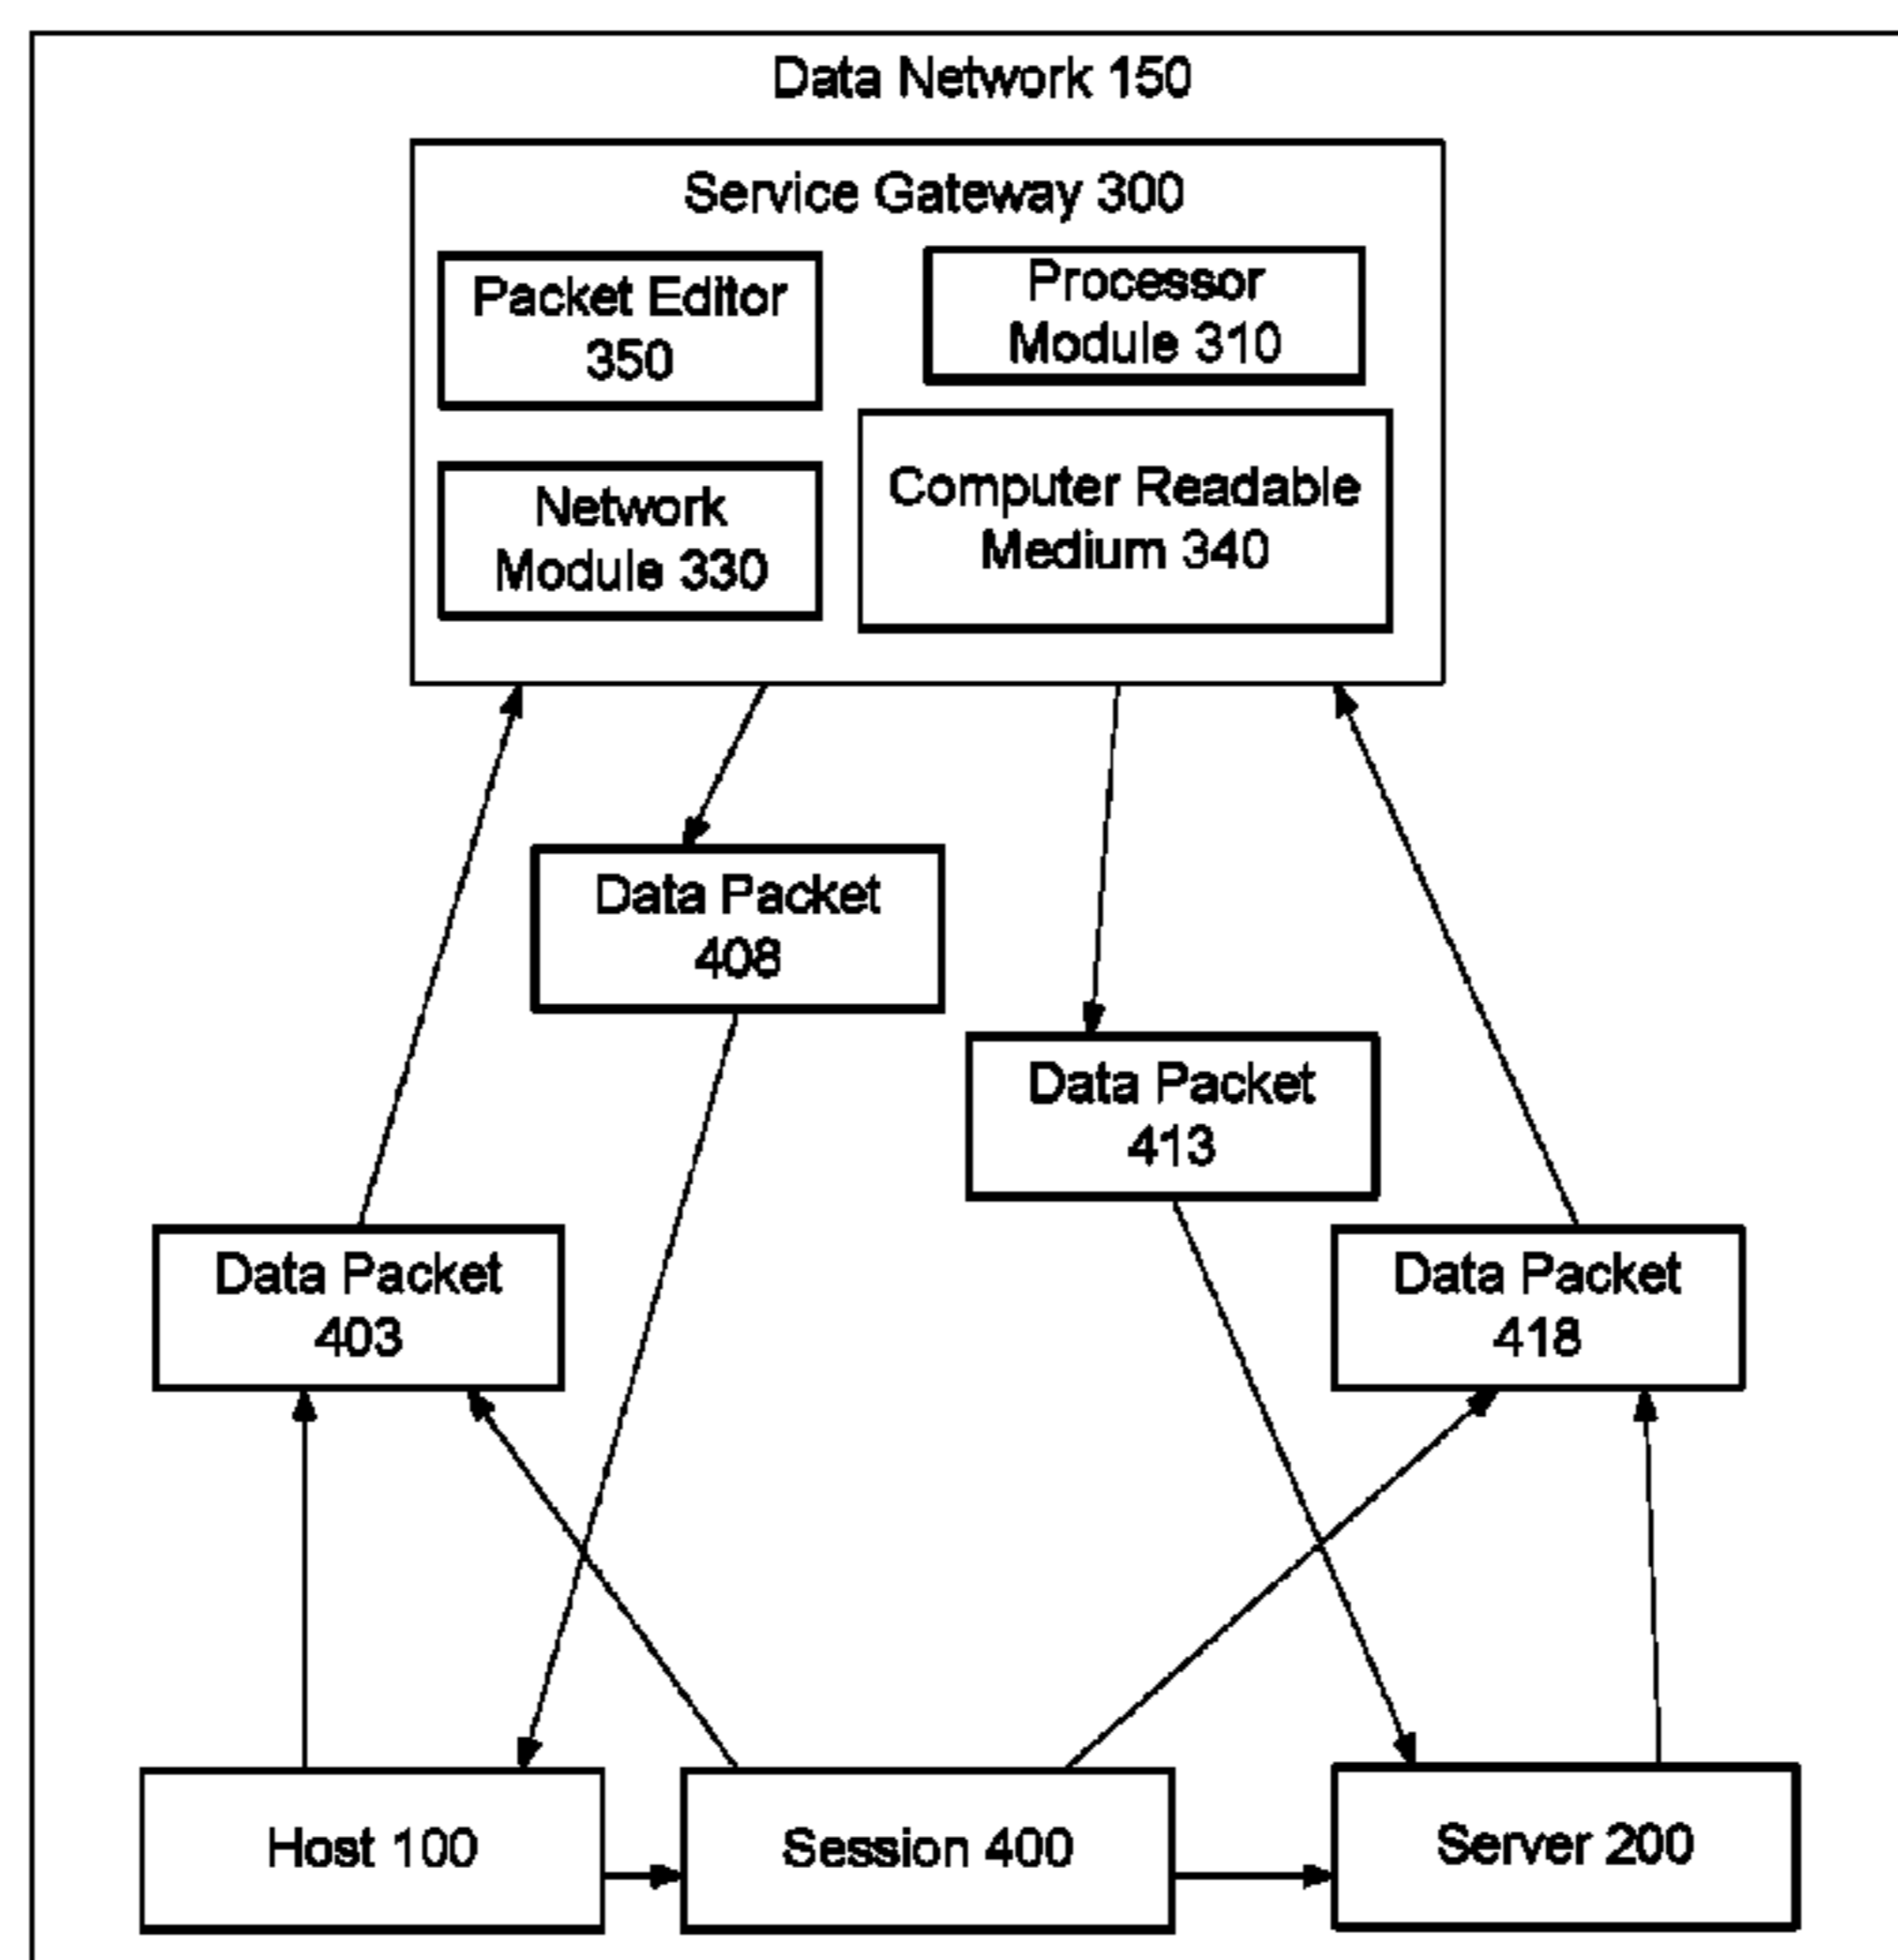 Data Network 150
Service Gateway 300
Packet Editor
350
Processor
Module 310
Network
Module 330
Computer Readable
Medium 340
Data Packet
408
Data Packet
413
Data Packet
403
Data Packet
418
Host 100
Session 400
Server 200